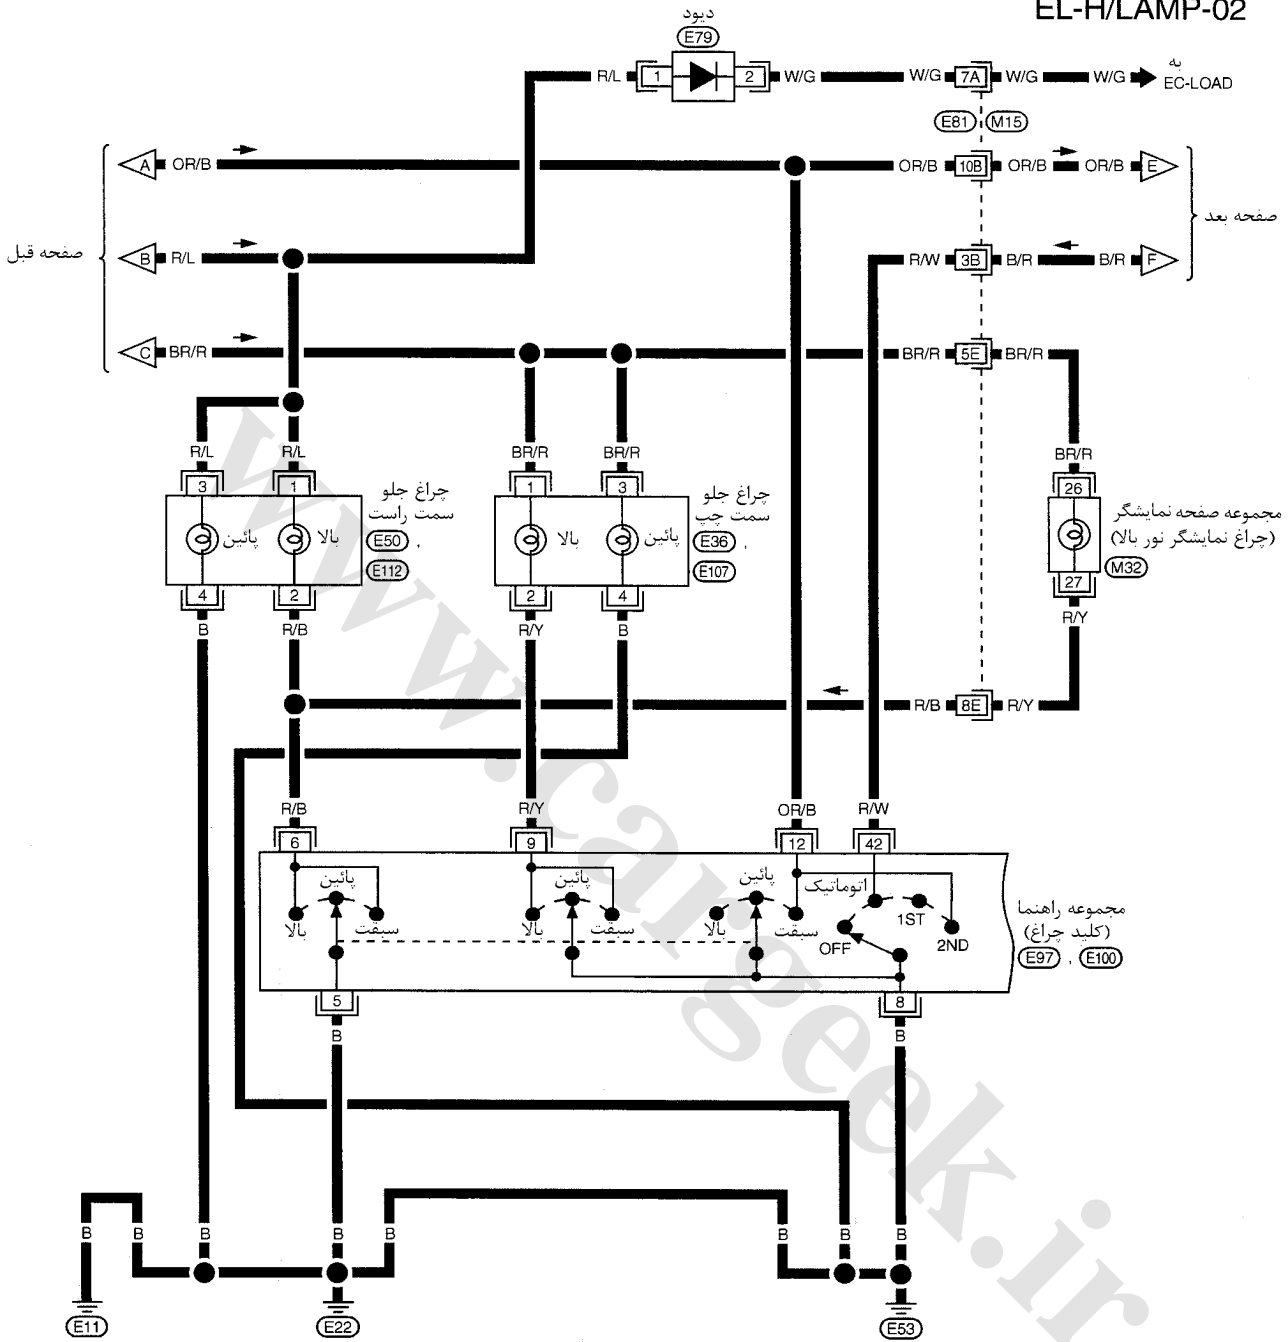 EL-H/LAMP-02
دیود
E79
R/L 1 2 W/G W/G 7A W/G W/G به
EC-LOAD
E81 M15
A OR/B OR/B 10B OR/B OR/B E
صفحه قبل
صفحه بعد
B R/L R/W 3B B/R B/R F
C BR/R BR/R 5E BR/R
R/L R/L BR/R BR/R BR/R
3 1 1 3 26
چراغ جلو
سمت راست
E50 ,
E112
پائین
بالا
چراغ جلو
سمت چپ
E36 ,
E107
بالا
پائین
مجموعه صفحه نمایشگر
(چراغ نمایشگر نور بالا)
M32
4 2 2 4 27
B R/B R/Y B R/Y
R/B 8E R/Y
R/B R/Y OR/B R/W
6 9 12 42
پائین
بالا
سبقت
پائین
بالا
سبقت
پائین
بالا
سبقت
اتوماتیک
OFF 1ST 2ND
مجموعه راهنما
(کلید چراغ)
E97 , E100
5 8
B B
B B B B B B B B
E11 E22 E53
www.cargeek.ir